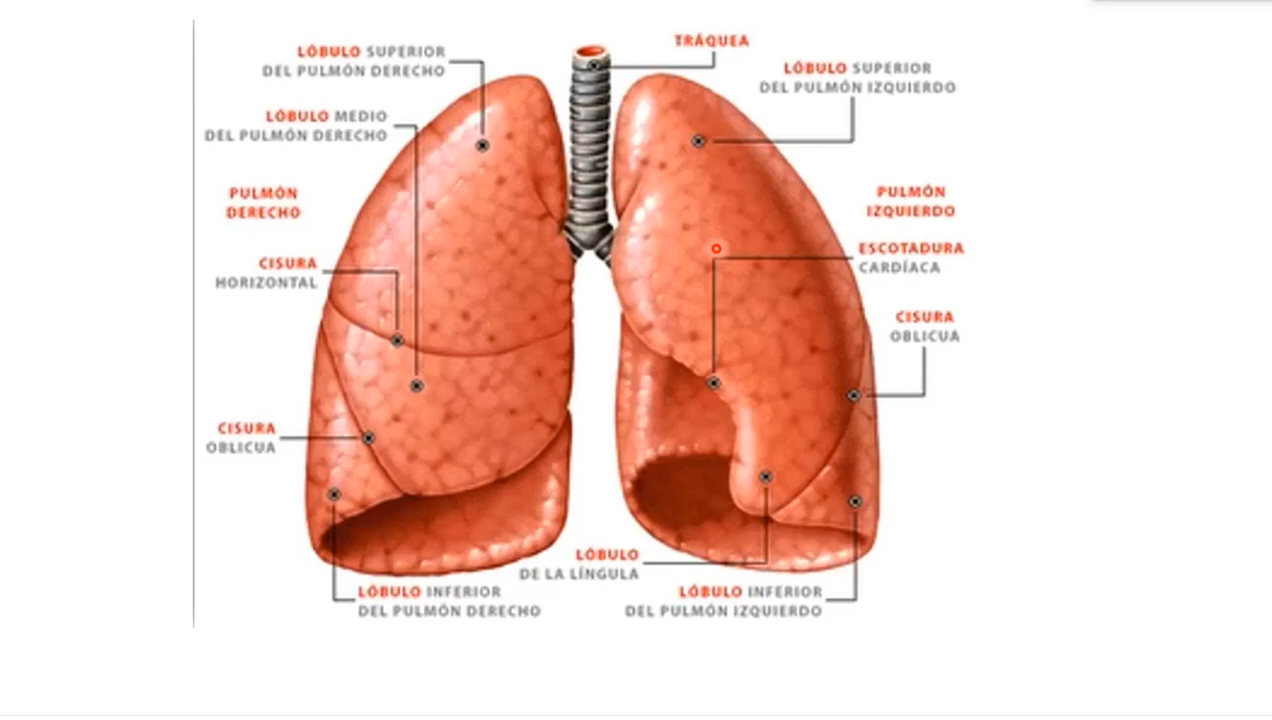 LÓBULO SUPERIOR
DEL PULMÓN DERECHO
LÓBULO MEDIO
DEL PULMÓN DERECHO
PULMÓN
DERECHO
CISURA
HORIZONTAL
CISURA
OBLICUA
LÓBULO INFERIOR
DEL PULMÓN DERECHO
TRÁQUEA
LÓBULO SUPERIOR
DEL PULMÓN IZQUIERDO
PULMÓN
IZQUIERDO
ESCOTADURA
CARDÍACA
CISURA
OBLICUA
LÓBULO
DE LA LÍNGULA
LÓBULO INFERIOR
DEL PULMÓN IZQUIERDO